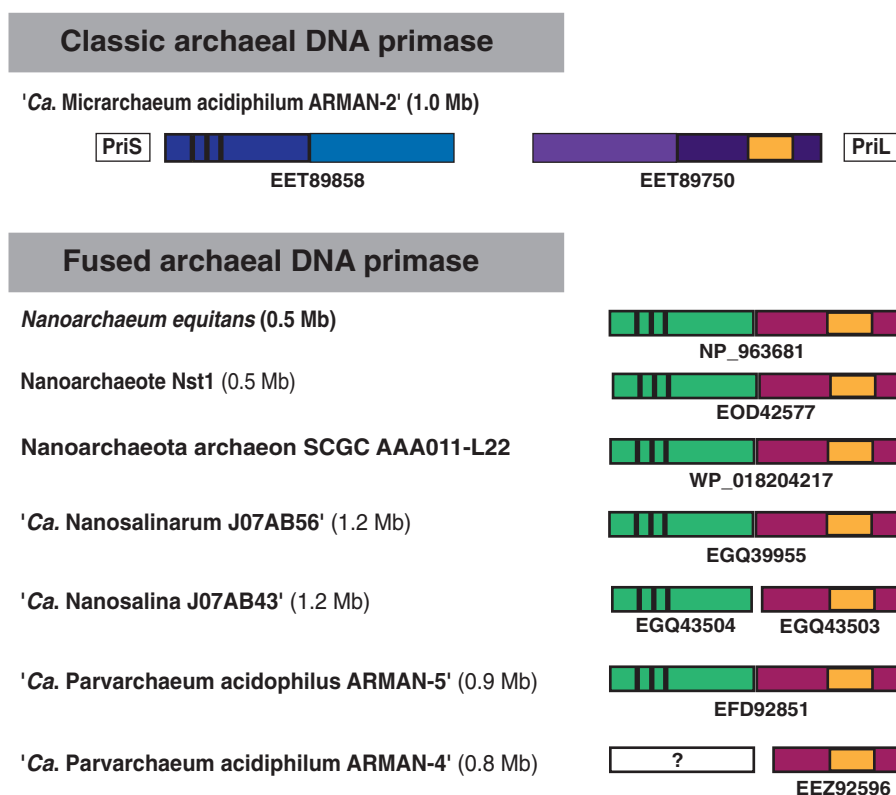 Classic archaeal DNA primase
'Ca. Micrarchaeum acidiphilum ARMAN-2' (1.0 Mb)
PriS PriL
EET89858 EET89750
Fused archaeal DNA primase
Nanoarchaeum equitans (0.5 Mb)
NP_963681
Nanoarchaeote Nst1 (0.5 Mb)
EOD42577
Nanoarchaeota archaeon SCGC AAA011-L22
WP_018204217
'Ca. Nanosalinarum J07AB56' (1.2 Mb)
EGQ39955
'Ca. Nanosalina J07AB43' (1.2 Mb)
EGQ43504 EGQ43503
'Ca. Parvarchaeum acidophilus ARMAN-5' (0.9 Mb)
EFD92851
'Ca. Parvarchaeum acidiphilum ARMAN-4' (0.8 Mb) ?
EEZ92596